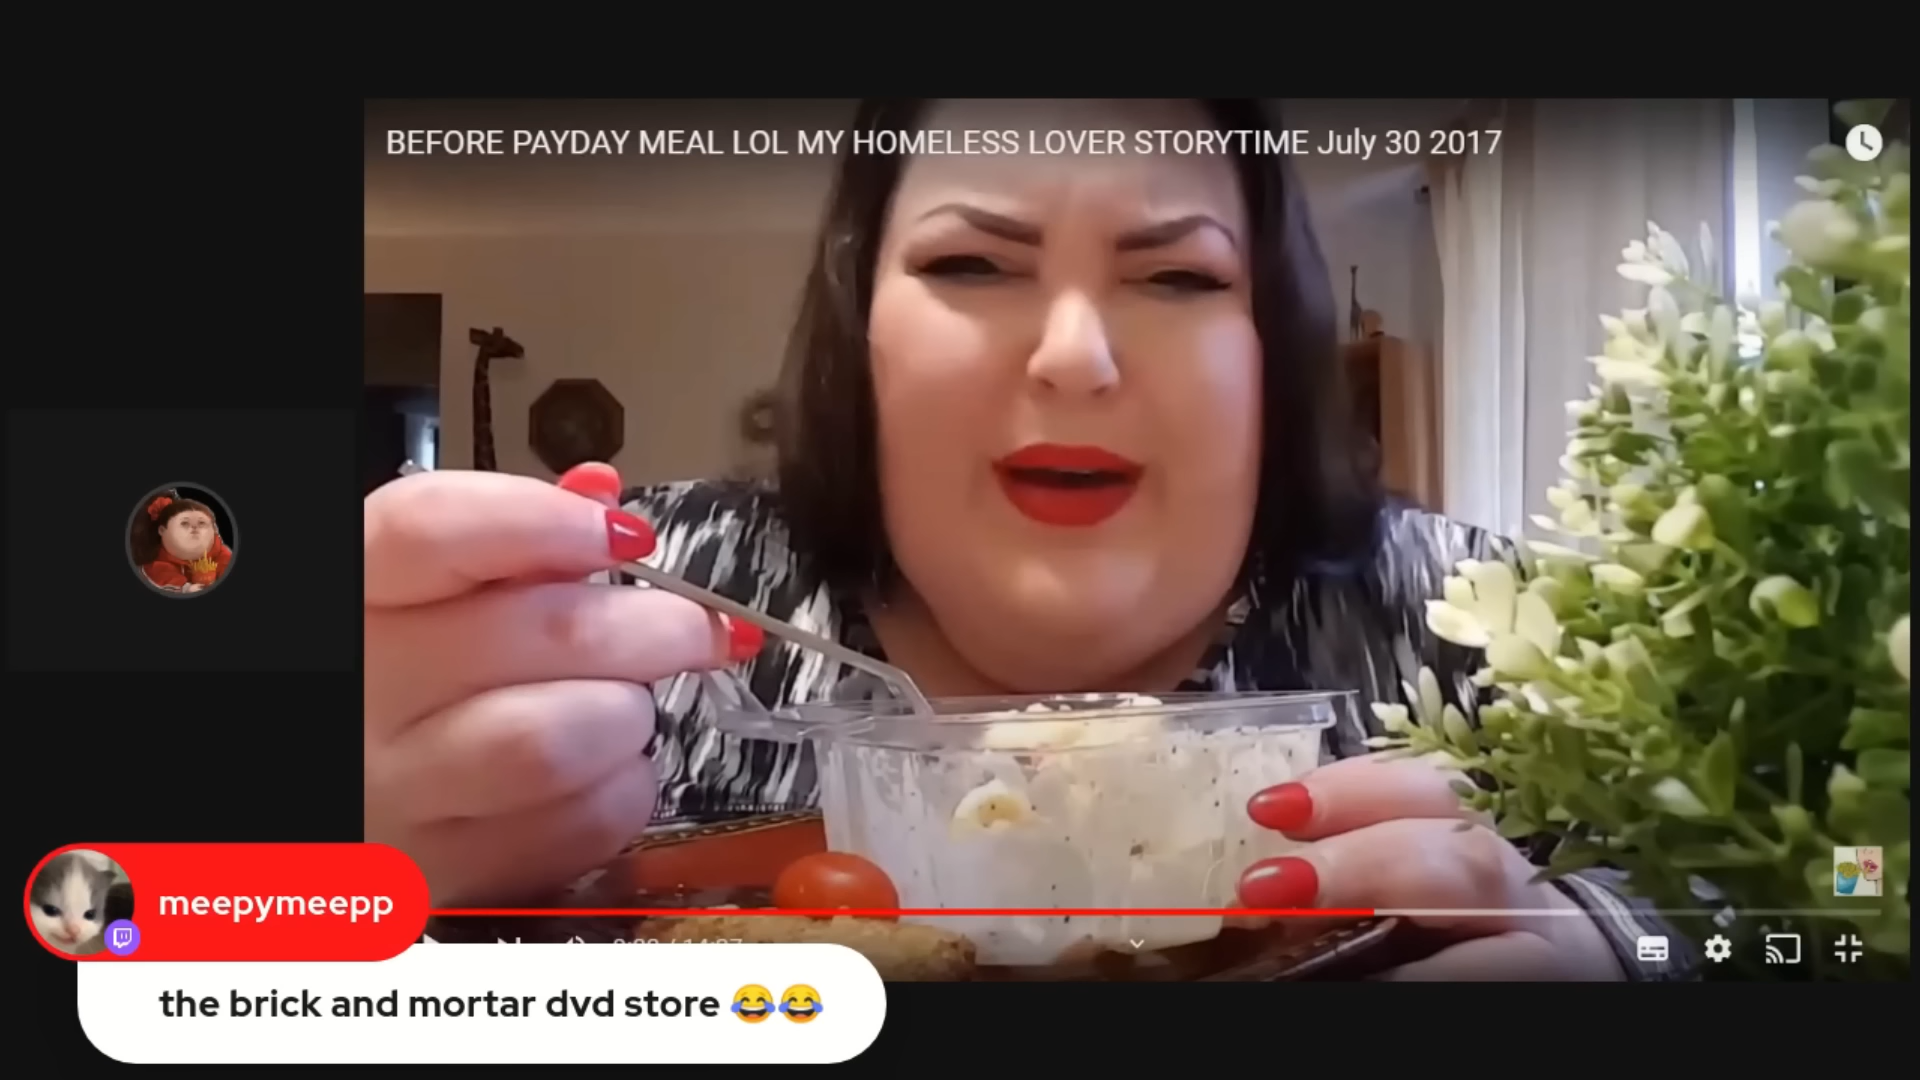 BEFORE PAYDAY MEAL LOL MY HOMELESS LOVER STORYTIME July 30 2017
meepymeepp
the brick and mortar dvd store 😂😂